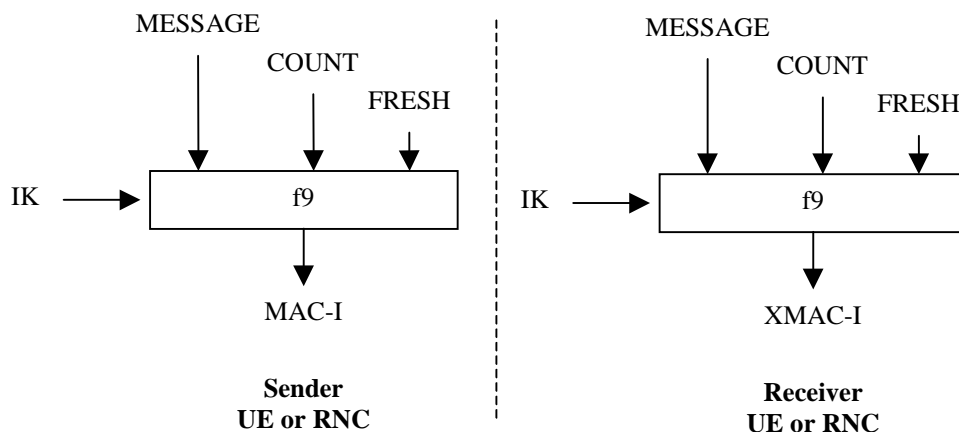 MESSAGE
COUNT
FRESH
IK
f9
MAC-I
Sender
UE or RNC
MESSAGE
COUNT
FRESH
IK
f9
XMAC-I
Receiver
UE or RNC